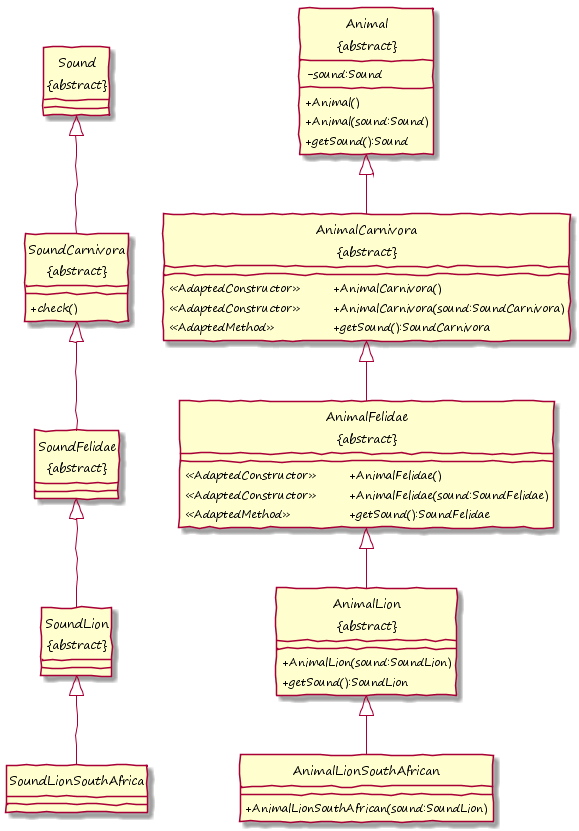 Sound
{abstract}
SoundCarnivora
{abstract}
+check()
SoundFelidae
{abstract}
SoundLion
{abstract}
SoundLionSouthAfrica
Animal
{abstract}
-sound:Sound
+Animal()
+Animal(sound:Sound)
+getSound():Sound
AnimalCarnivora
{abstract}
<<AdaptedConstructor>> +AnimalCarnivora()
<<AdaptedConstructor>> +AnimalCarnivora(sound:SoundCarnivora)
<<AdaptedMethod>> +getSound():SoundCarnivora
AnimalFelidae
{abstract}
<<AdaptedConstructor>> +AnimalFelidae()
<<AdaptedConstructor>> +AnimalFelidae(sound:SoundFelidae)
<<AdaptedMethod>> +getSound():SoundFelidae
AnimalLion
{abstract}
+AnimalLion(sound:SoundLion)
+getSound():SoundLion
AnimalLionSouthAfrican
+AnimalLionSouthAfrican(sound:SoundLion)